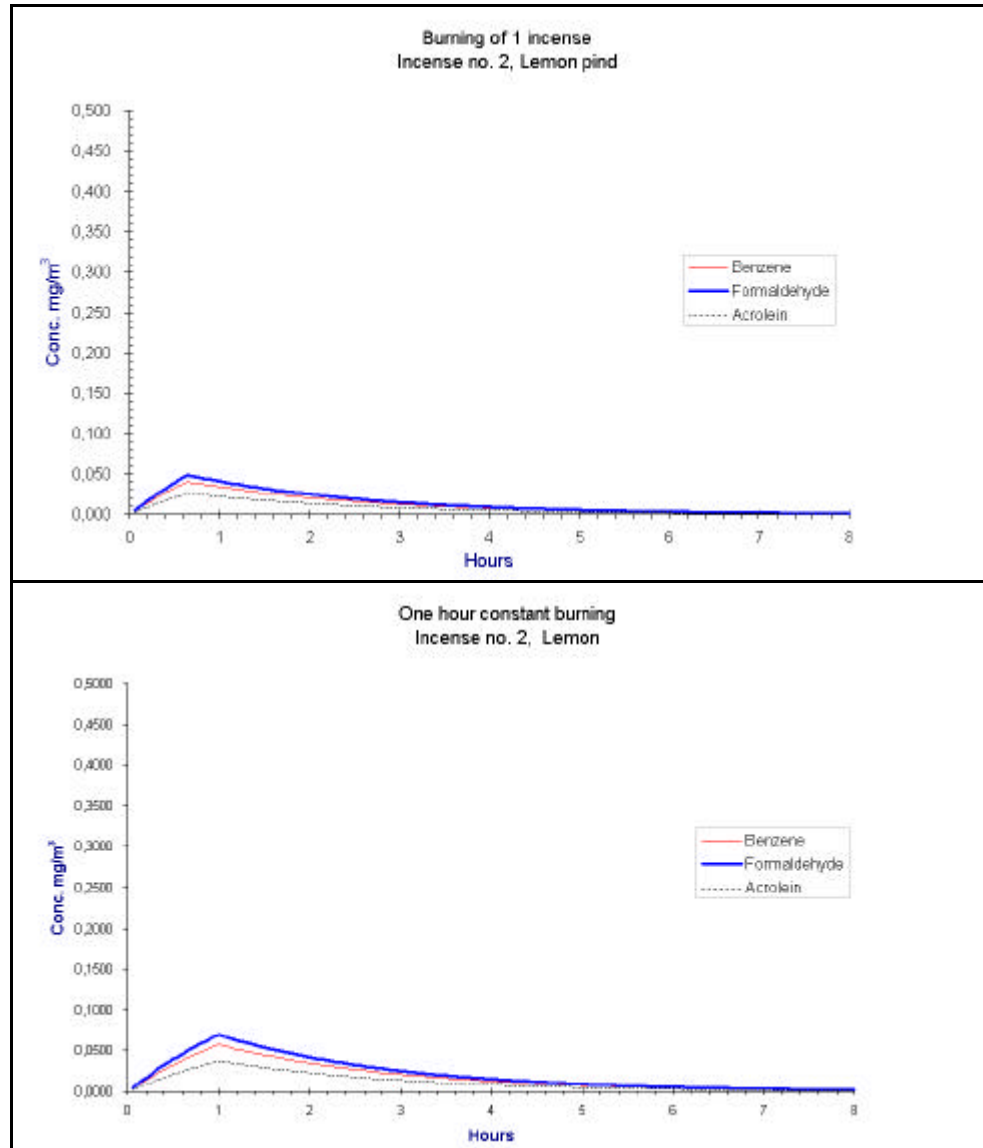 Burning of 1 incense
Incense no. 2, Lemon pind
0,500
0,450
0,400
0,350
0,300
0,250
0,200
0,150
0,100
0,050
0,000
Conc. mg/m³
Benzene
Formaldehyde
Acrolein
0 1 2 3 4 5 6 7 8
Hours
One hour constant burning
Incense no. 2, Lemon
0,5000
0,4500
0,4000
0,3500
0,3000
0,2500
0,2000
0,1500
0,1000
0,0500
0,0000
Conc. mg/m³
Benzene
Formaldehyde
Acrolein
0 1 2 3 4 5 6 7 8
Hours